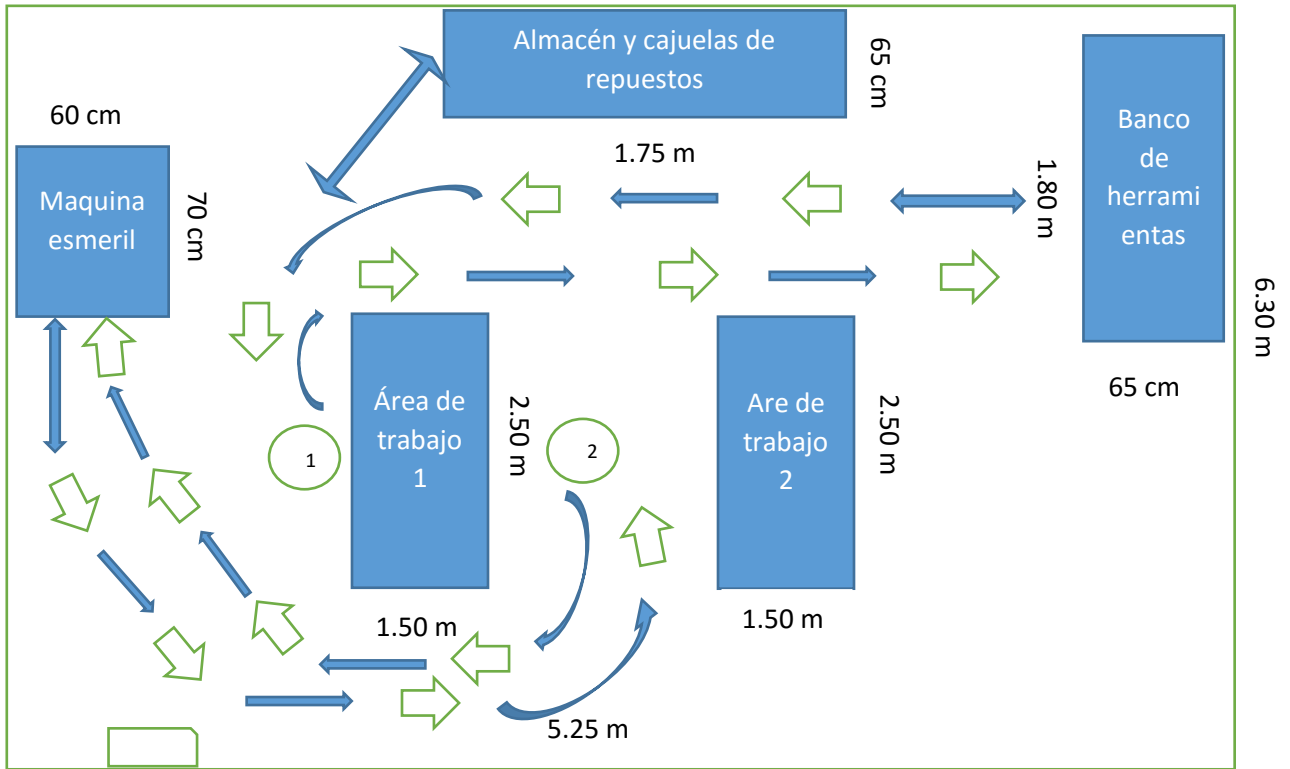 Almacén y cajuelas de
repuestos
65 cm
1.75 m
Banco
de
herrami
entas
1.80 m
65 cm
6.30 m
60 cm
Maquina
esmeril
70 cm
1
Área de
trabajo
1
2.50 m
1.50 m
2
Are de
trabajo
2
2.50 m
1.50 m
5.25 m